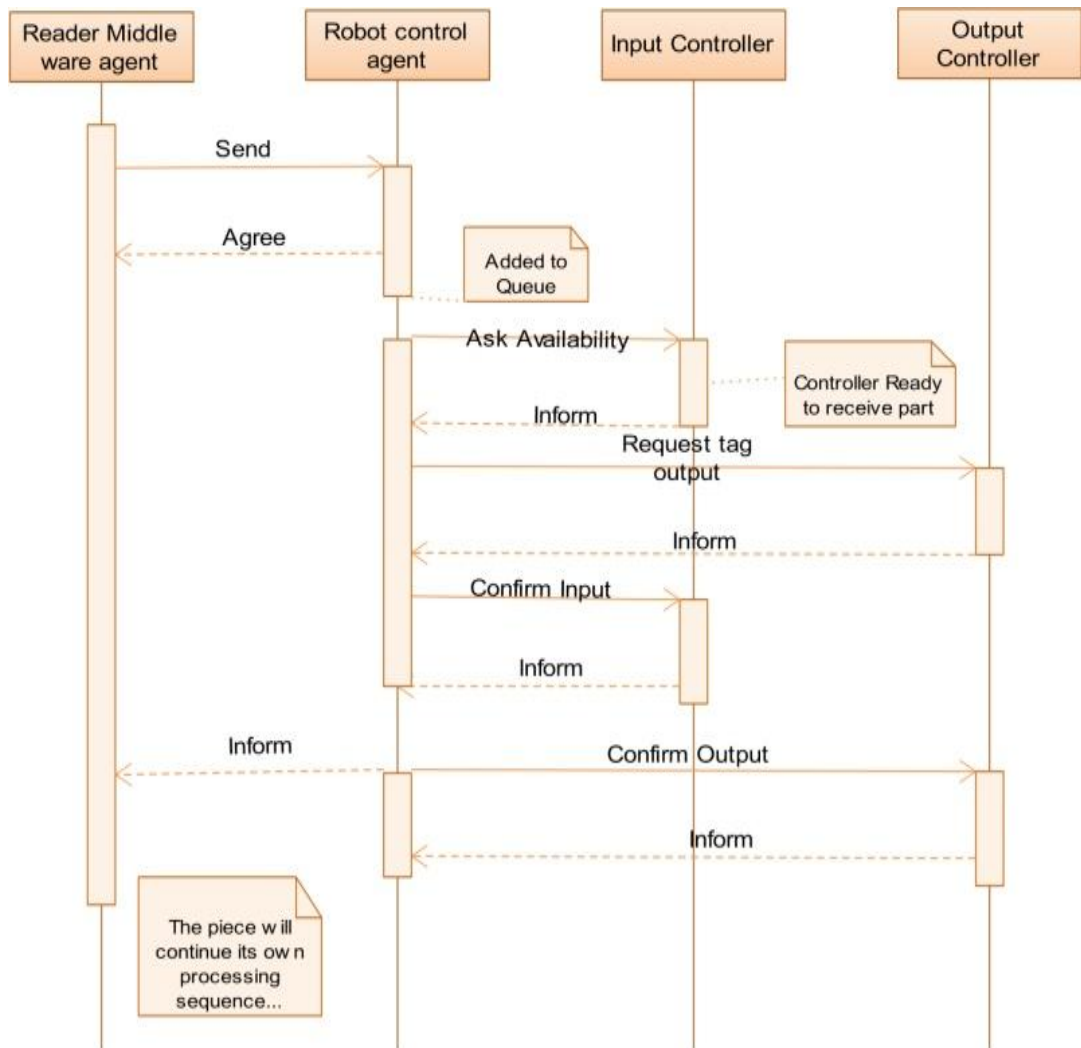 Reader Middle
ware agent
Robot control
agent
Input Controller
Output
Controller
Send
Agree
Added to
Queue
Ask Availability
Controller Ready
to receive part
Inform
Request tag
output
Inform
Confirm Input
Inform
Inform
Confirm Output
Inform
The piece will
continue its own
processing
sequence...